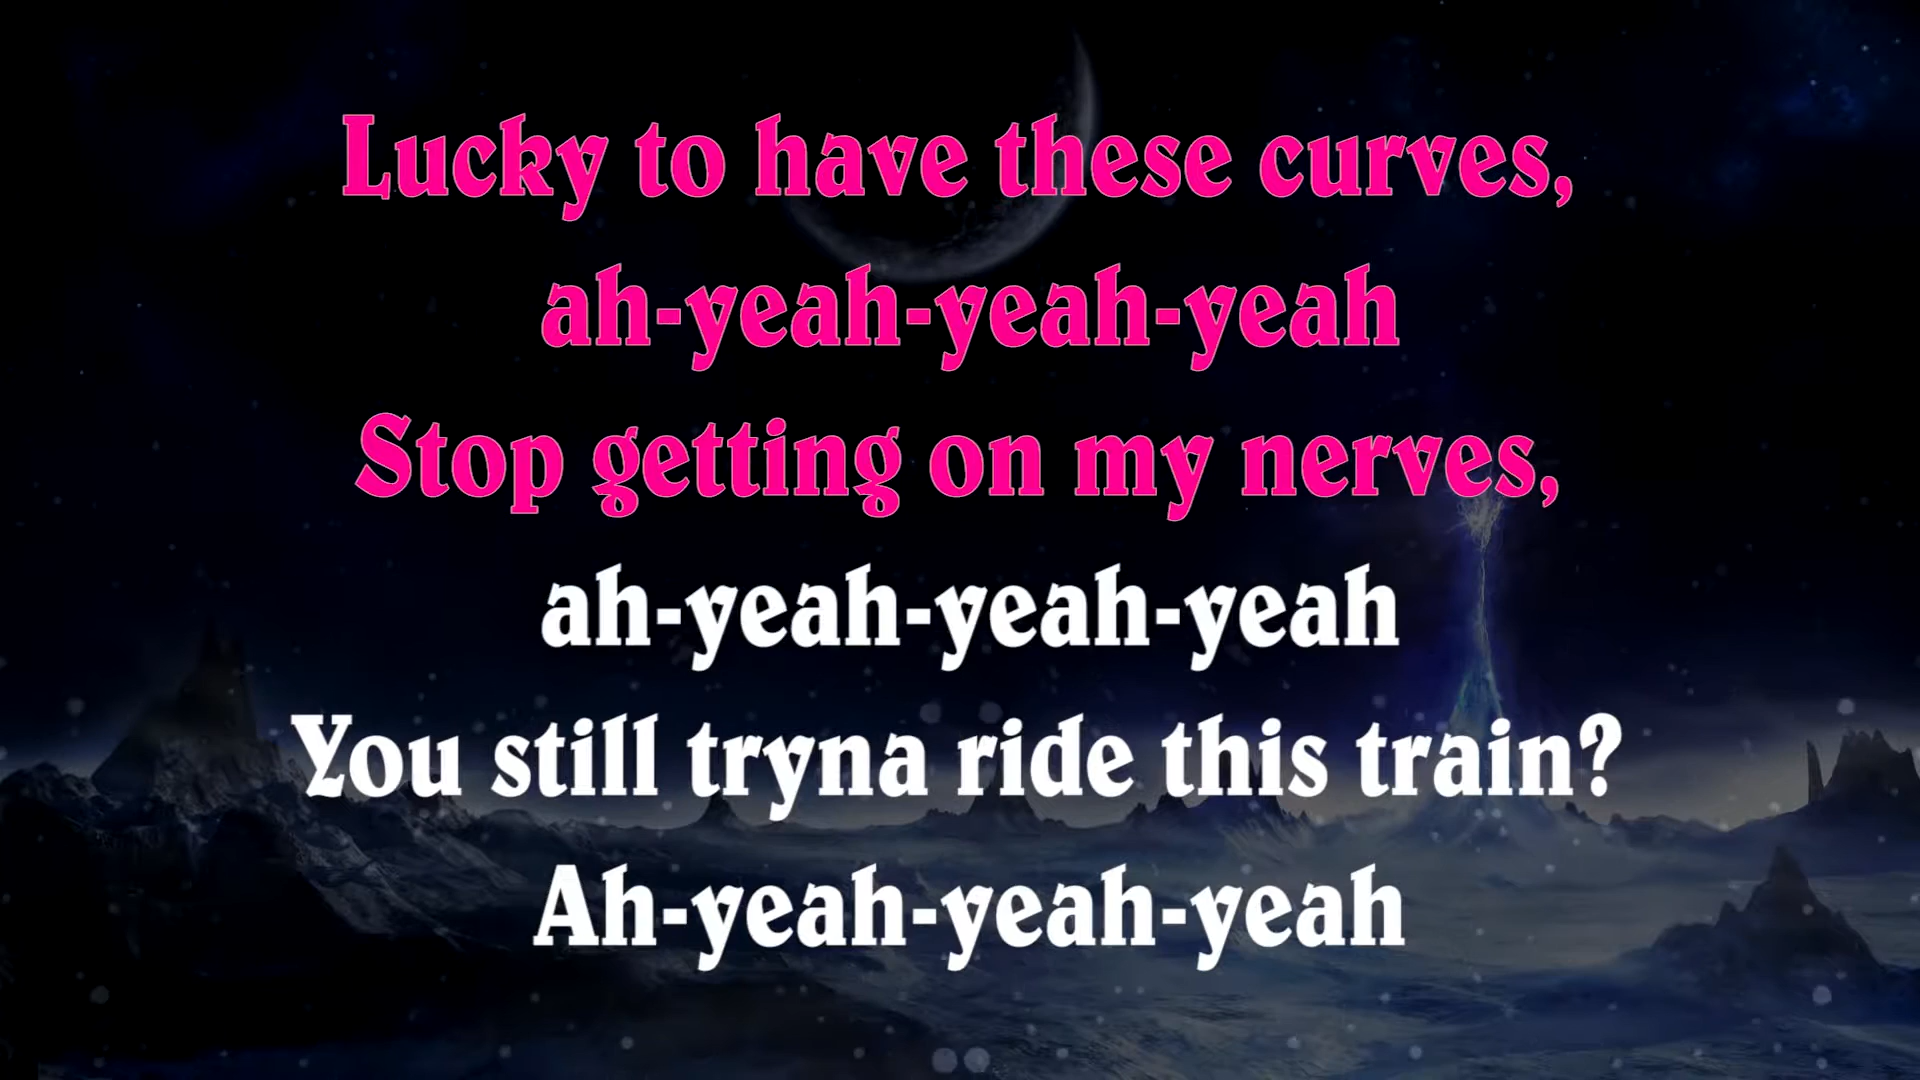 Lucky to have these curves,
ah-yeah-yeah-yeah
Stop getting on my nerves,
ah-yeah-yeah-yeah
You still tryna ride this train?
Ah-yeah-yeah-yeah